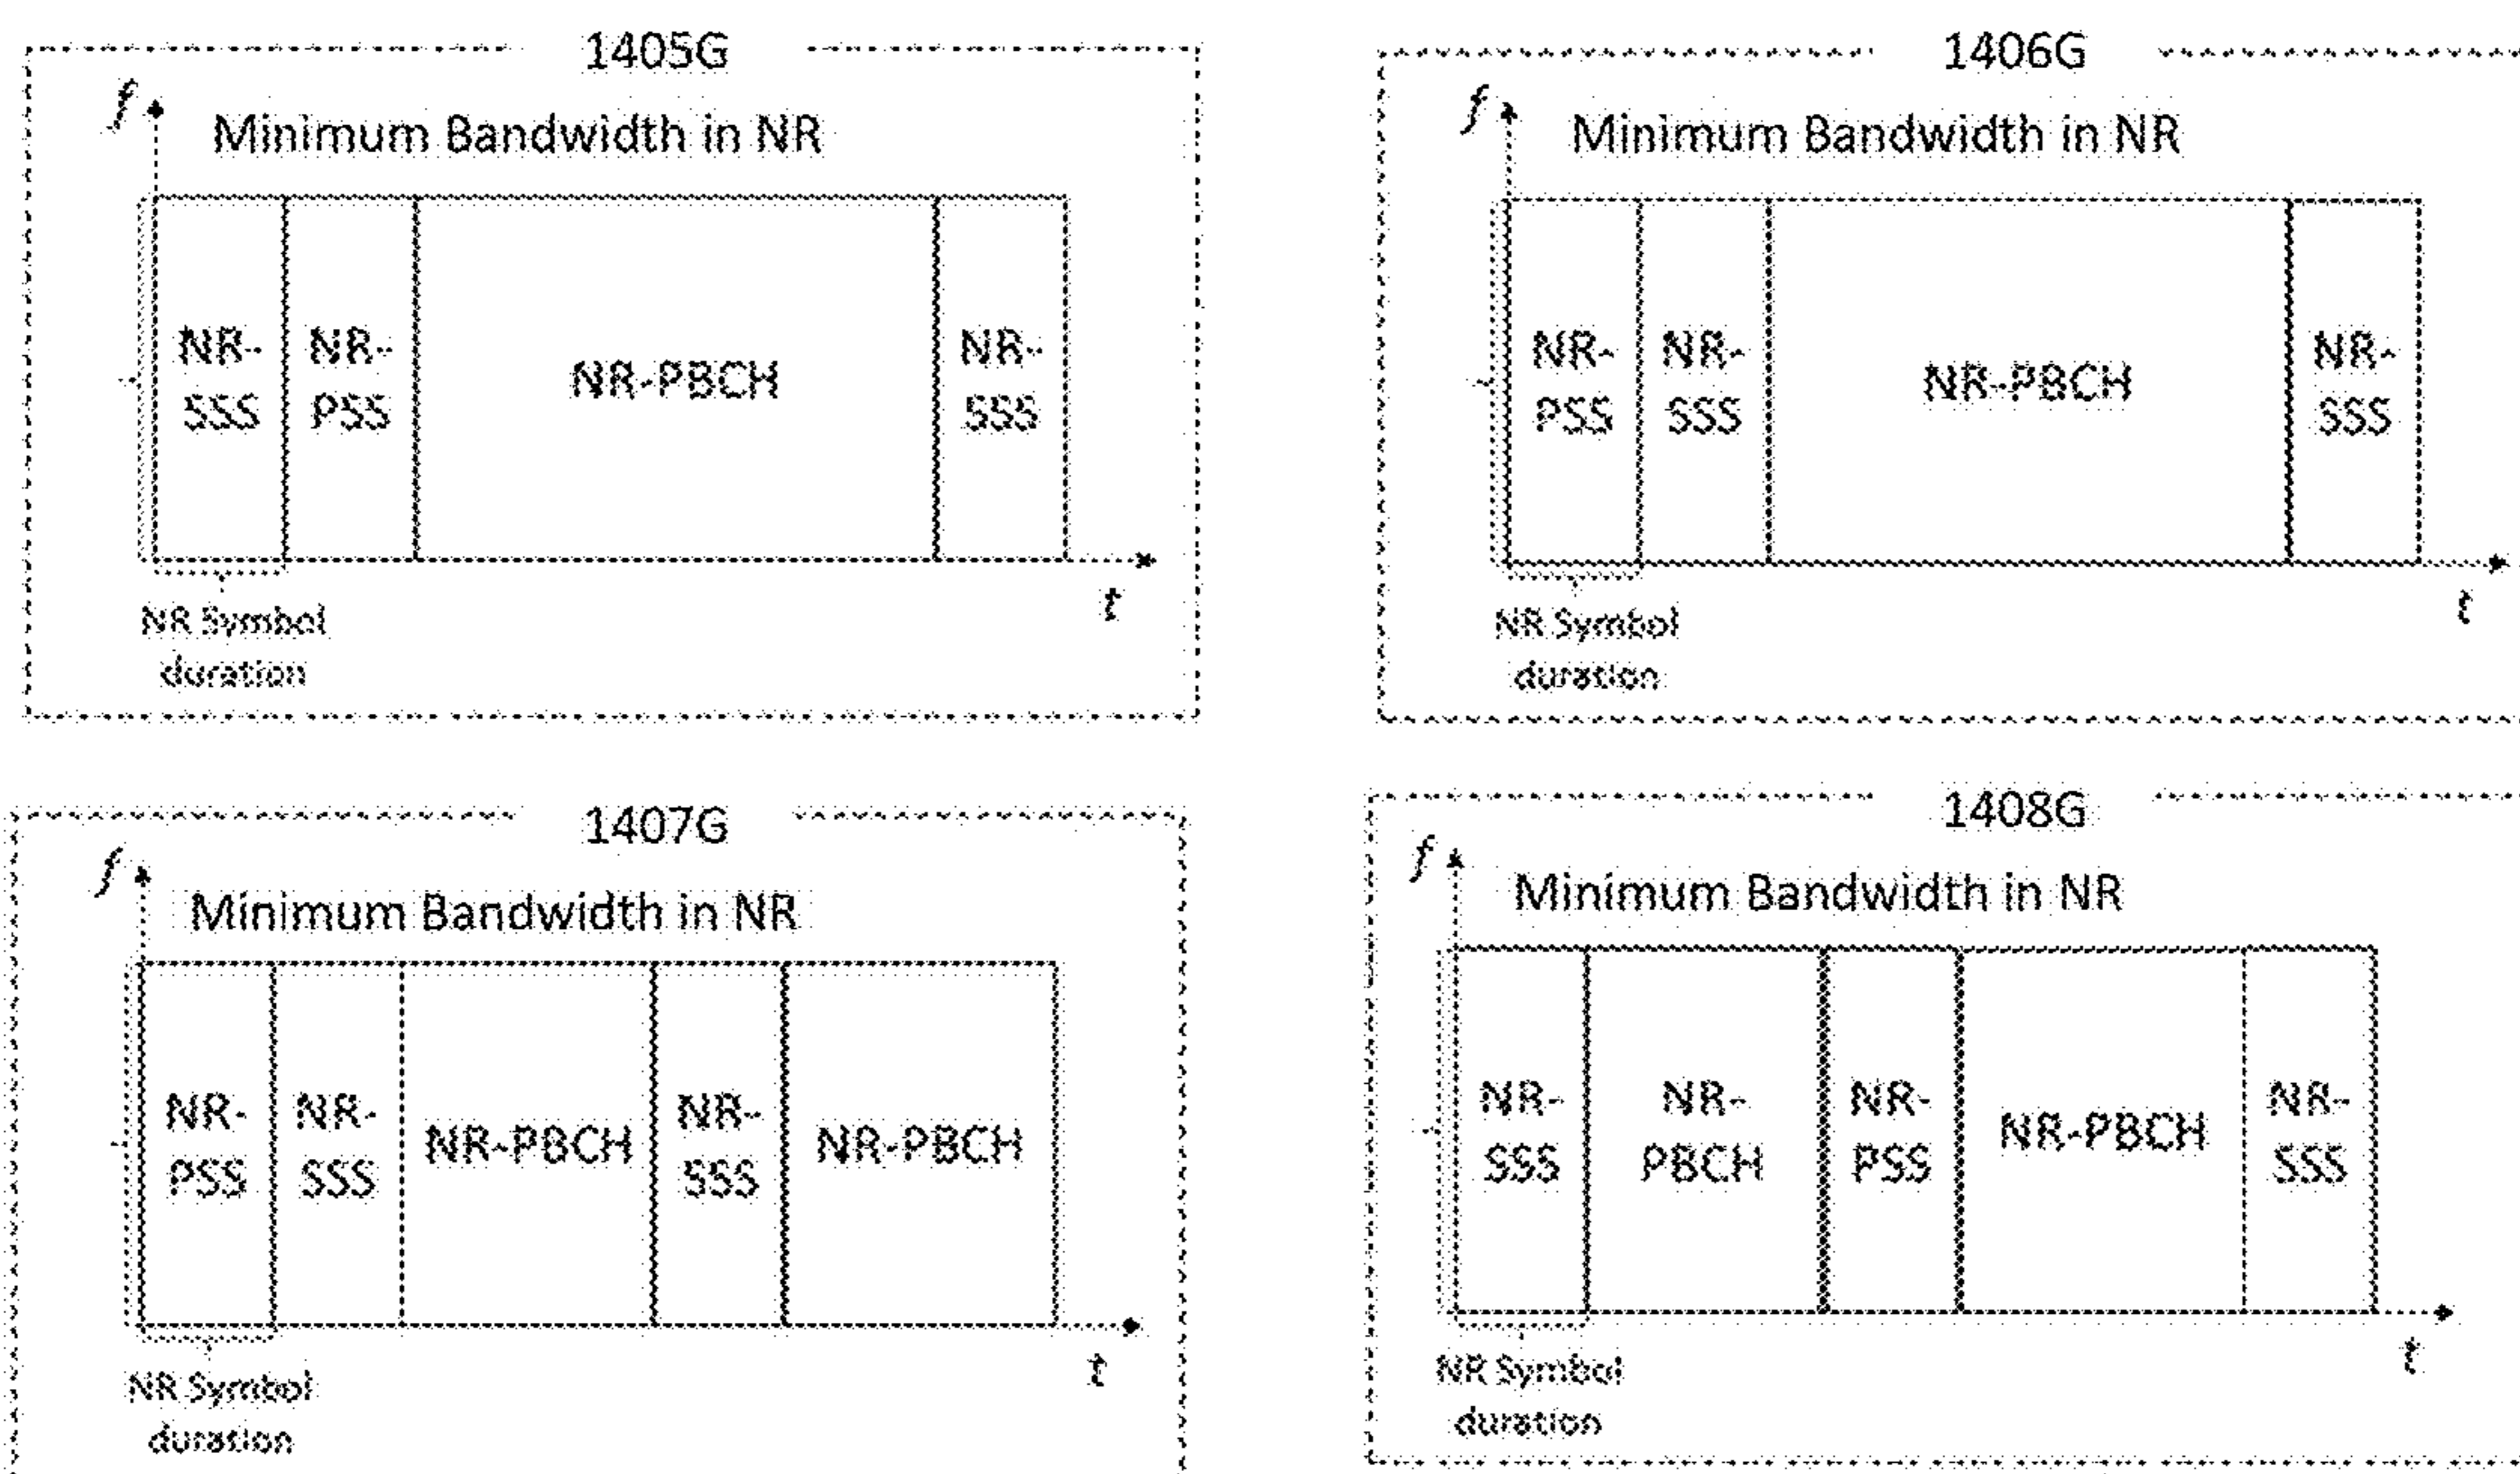 1405G
f
Minimum Bandwidth in NR
NR-
SSS
NR-
PSS
NR-PBCH
NR-
SSS
t
NR Symbol
duration
1406G
f
Minimum Bandwidth in NR
NR-
PSS
NR-
SSS
NR-PBCH
NR-
SSS
t
NR Symbol
duration
1407G
f
Minimum Bandwidth in NR
NR-
PSS
NR-
SSS
NR-PBCH
NR-
SSS
NR-PBCH
t
NR Symbol
duration
1408G
f
Minimum Bandwidth in NR
NR-
SSS
NR-
PBCH
NR-
PSS
NR-PBCH
NR-
SSS
t
NR Symbol
duration